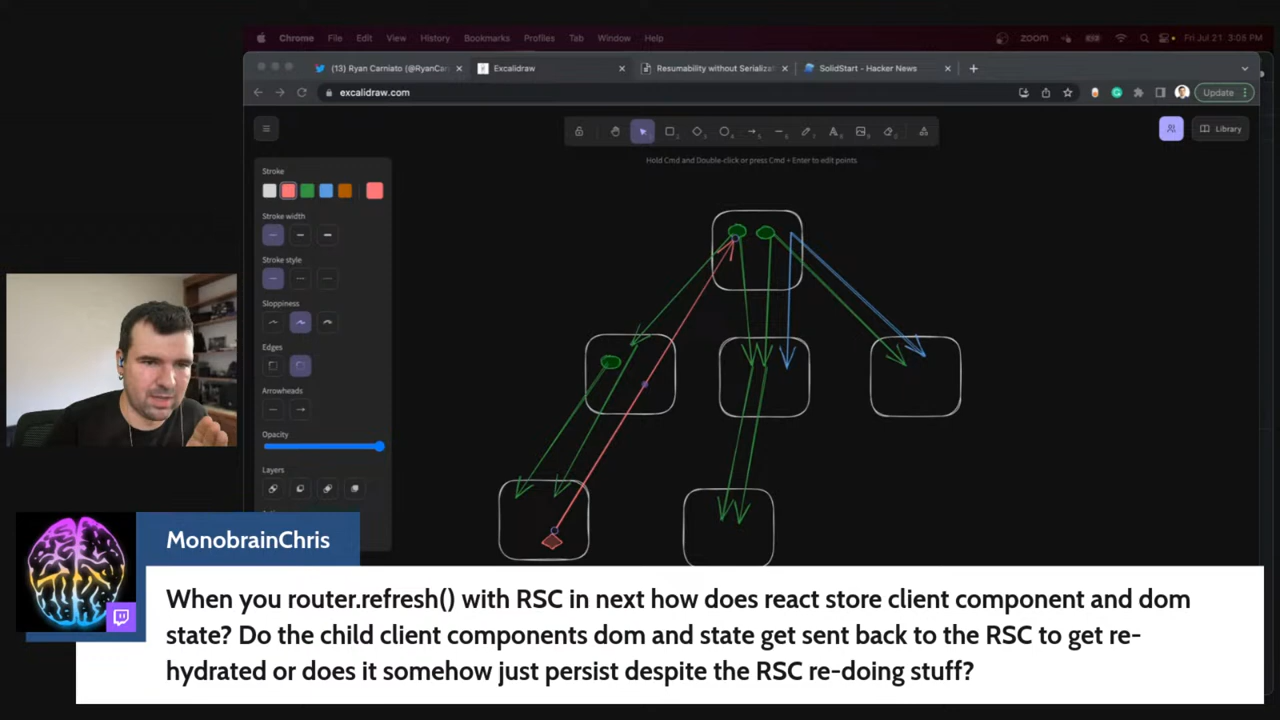 Chrome File Edit View History Bookmarks Profiles Tab Window Help zoom Fri Jul 21 3:06 PM
(13) Ryan Carniato (@RyanCar Excalidraw Resumability without Serializat SolidStart - Hacker News
excalidraw.com Update
Library
Hold Cmd and Double-click or press Cmd + Enter to edit points
Stroke
Stroke width
Stroke style
Sloppiness
Edges
Arrowheads
Opacity
Layers
MonobrainChris
When you router.refresh() with RSC in next how does react store client component and dom
state? Do the child client components dom and state get sent back to the RSC to get re-
hydrated or does it somehow just persist despite the RSC re-doing stuff?